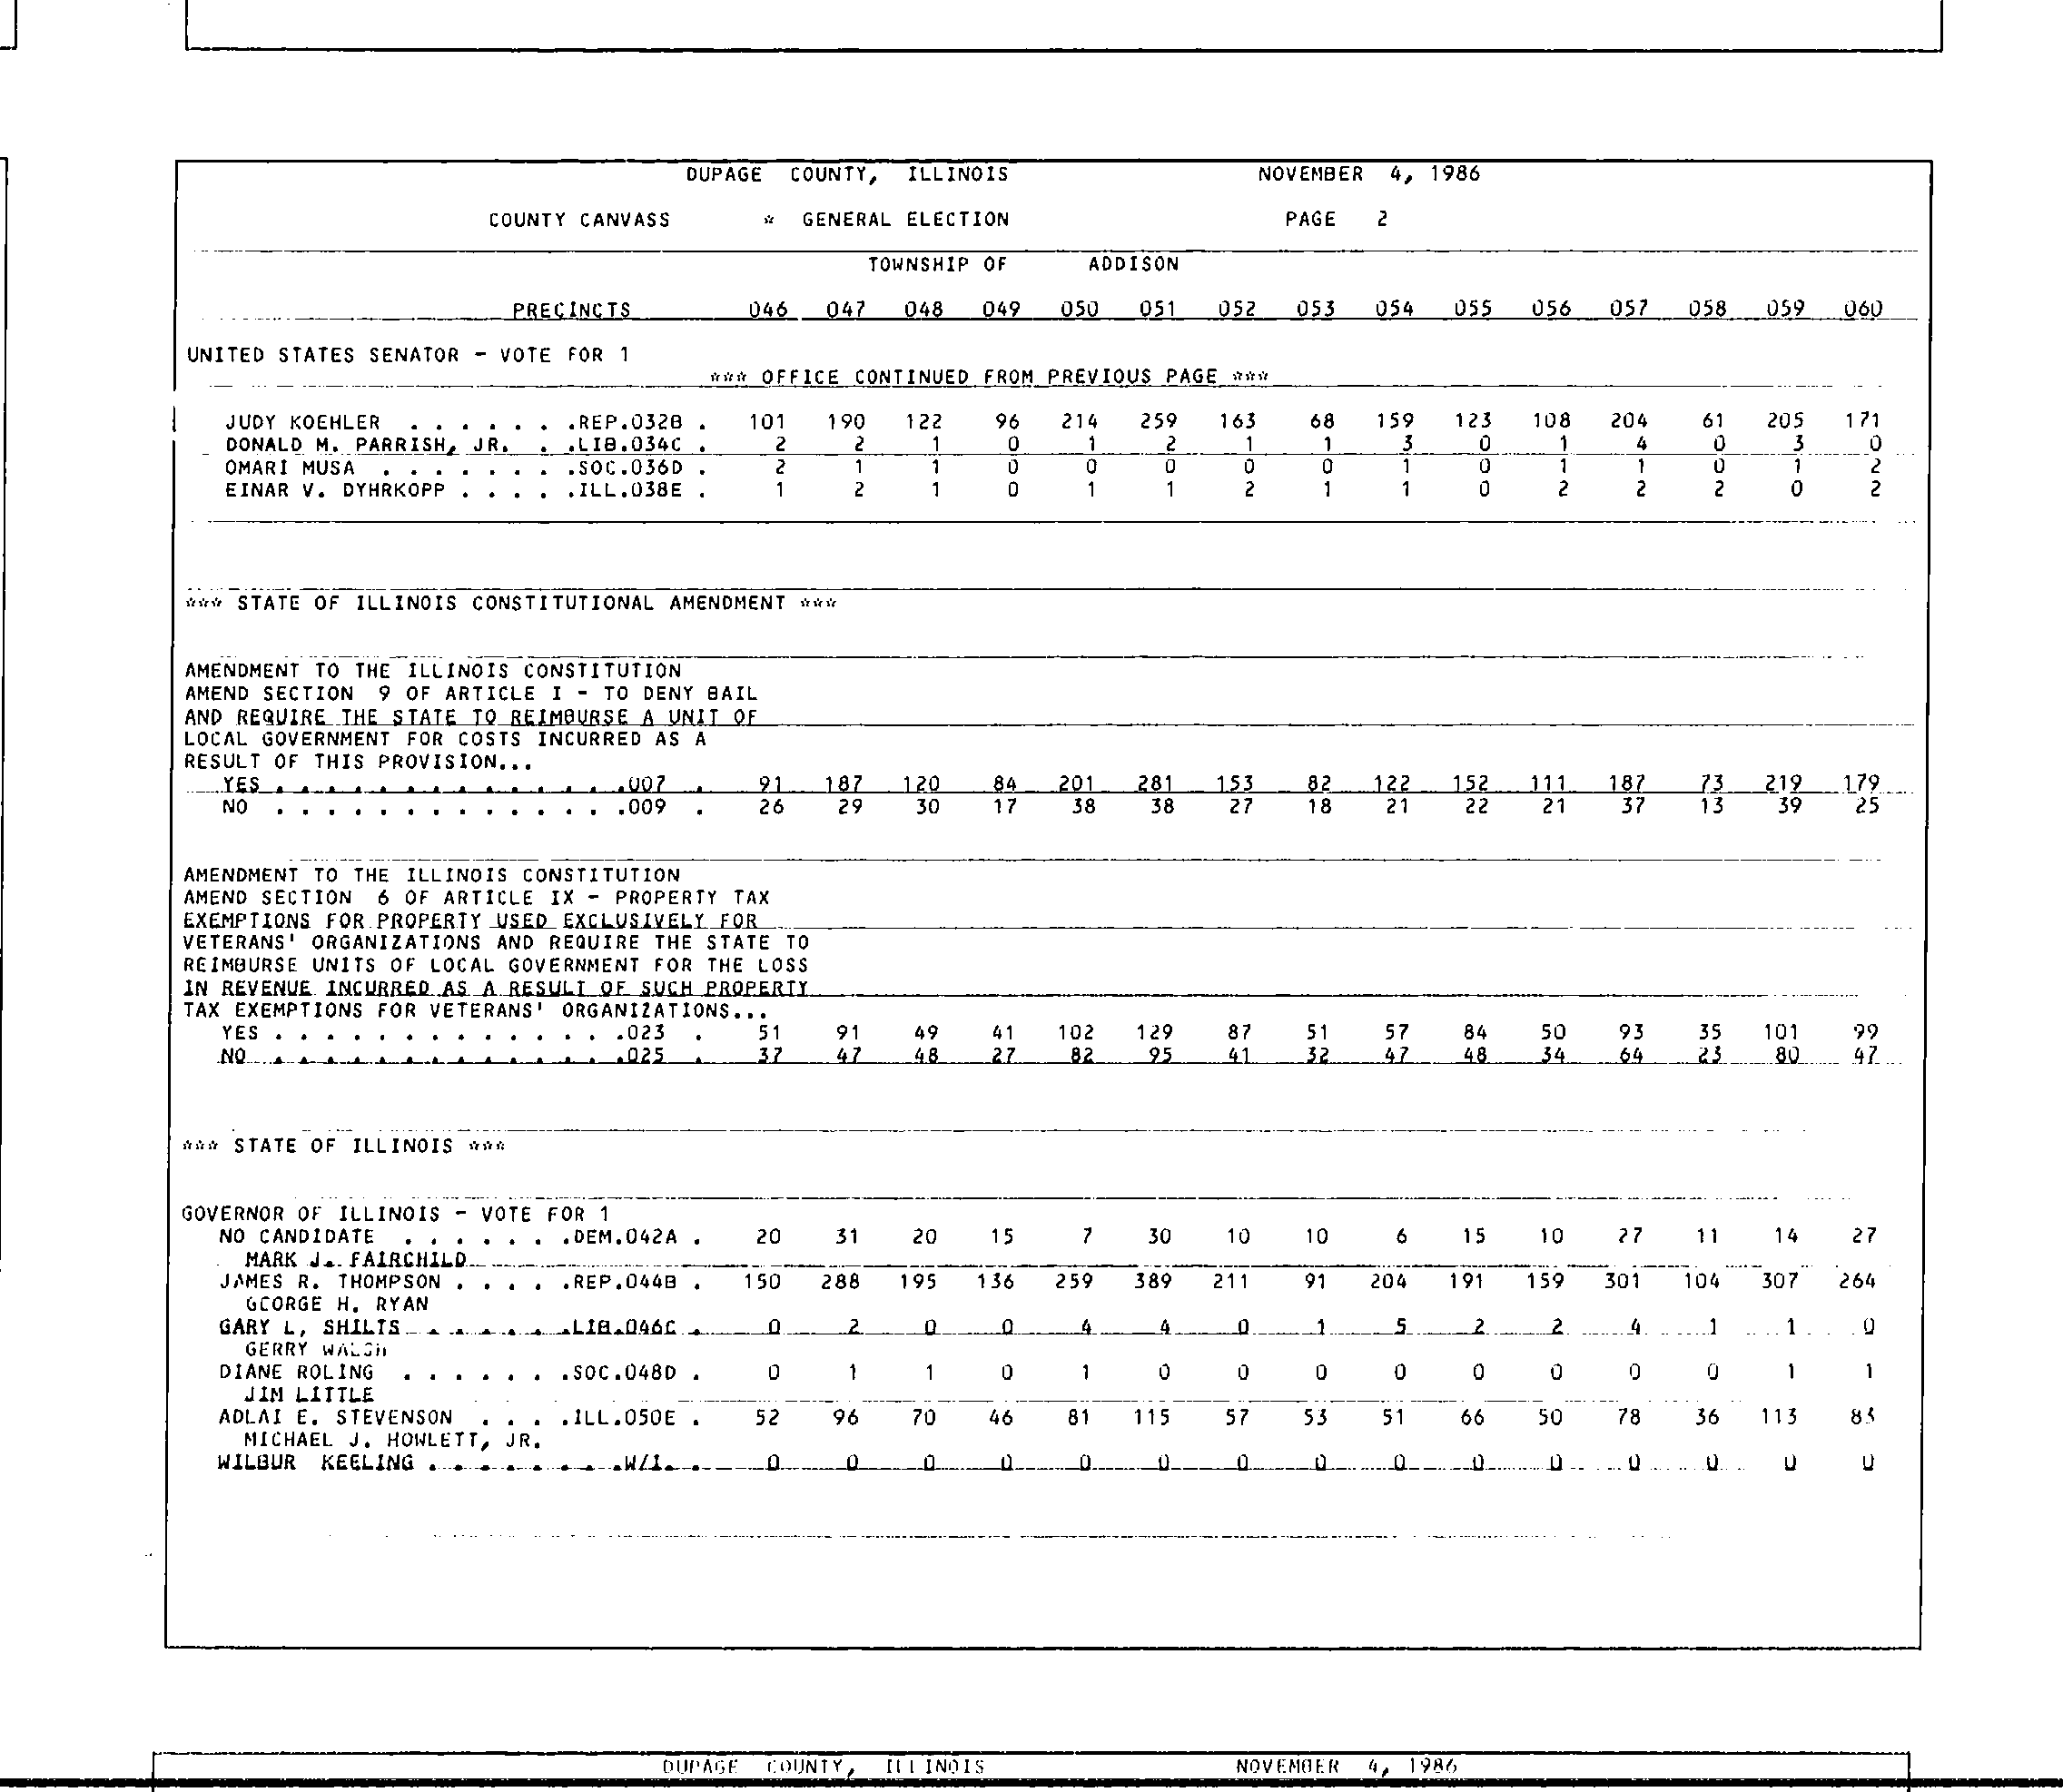 DUPAGE COUNTY, ILLINOIS NOVEMBER 4, 1986
COUNTY CANVASS * GENERAL ELECTION PAGE 2
TOWNSHIP OF ADDISON
PRECINCTS 046 047 048 049 050 051 052 053 054 055 056 057 058 059 060
UNITED STATES SENATOR - VOTE FOR 1
*** OFFICE CONTINUED FROM PREVIOUS PAGE ***
JUDY KOEHLER . . . . . . .REP.032B . 101 190 122 96 214 259 163 68 159 123 108 204 61 205 171
DONALD M. PARRISH, JR. . .LIB.034C . 2 2 1 0 1 2 1 1 3 0 1 4 0 3 0
OMARI MUSA . . . . . . . .SOC.036D . 2 1 1 0 0 0 0 0 1 0 1 1 0 1 2
EINAR V. DYHRKOPP . . . . .ILL.038E . 1 2 1 0 1 1 2 1 1 0 2 2 2 0 2
*** STATE OF ILLINOIS CONSTITUTIONAL AMENDMENT ***
AMENDMENT TO THE ILLINOIS CONSTITUTION
AMEND SECTION 9 OF ARTICLE I - TO DENY BAIL
AND REQUIRE THE STATE TO REIMBURSE A UNIT OF
LOCAL GOVERNMENT FOR COSTS INCURRED AS A
RESULT OF THIS PROVISION...
YES . . . . . . . . . . . . . .007 . 91 187 120 84 201 281 153 82 122 152 111 187 73 219 179
NO . . . . . . . . . . . . . .009 . 26 29 30 17 38 38 27 18 21 22 21 37 13 39 25
AMENDMENT TO THE ILLINOIS CONSTITUTION
AMEND SECTION 6 OF ARTICLE IX - PROPERTY TAX
EXEMPTIONS FOR PROPERTY USED EXCLUSIVELY FOR
VETERANS' ORGANIZATIONS AND REQUIRE THE STATE TO
REIMBURSE UNITS OF LOCAL GOVERNMENT FOR THE LOSS
IN REVENUE INCURRED AS A RESULT OF SUCH PROPERTY
TAX EXEMPTIONS FOR VETERANS' ORGANIZATIONS...
YES . . . . . . . . . . . . . .023 . 51 91 49 41 102 129 87 51 57 84 50 93 35 101 99
NO . . . . . . . . . . . . . .025 . 37 47 48 27 82 95 41 32 47 48 34 64 23 80 47
*** STATE OF ILLINOIS ***
GOVERNOR OF ILLINOIS - VOTE FOR 1
NO CANDIDATE . . . . . . .DEM.042A . 20 31 20 15 7 30 10 10 6 15 10 27 11 14 27
MARK J. FAIRCHILD
JAMES R. THOMPSON . . . . .REP.044B . 150 288 195 136 259 389 211 91 204 191 159 301 104 307 264
GEORGE H. RYAN
GARY L. SHILTS . . . . . .LIB.046C . 0 2 0 0 4 4 0 1 5 2 2 4 1 1 0
GERRY WALSH
DIANE ROLING . . . . . . .SOC.048D . 0 1 1 0 1 0 0 0 0 0 0 0 0 1 1
JIM LITTLE
ADLAI E. STEVENSON . . . .ILL.050E . 52 96 70 46 81 115 57 53 51 66 50 78 36 113 83
MICHAEL J. HOWLETT, JR.
WILBUR KEELING . . . . . . . .W/I. . 0 0 0 0 0 0 0 0 0 0 0 0 0 0 0
DUPAGE COUNTY, ILLINOIS NOVEMBER 4, 1986